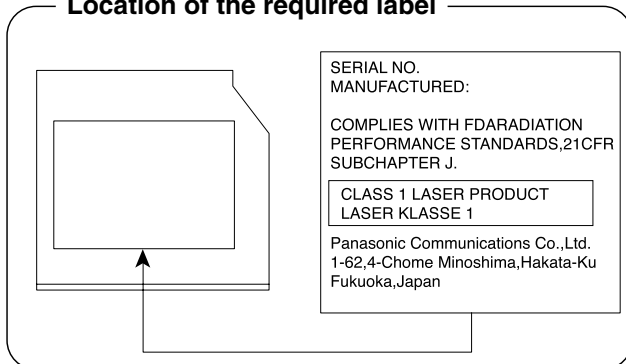 Location of the required label
SERIAL NO.
MANUFACTURED:
COMPLIES WITH FDARADIATION
PERFORMANCE STANDARDS,21CFR
SUBCHAPTER J.
CLASS 1 LASER PRODUCT
LASER KLASSE 1
Panasonic Communications Co.,Ltd.
1-62,4-Chome Minoshima,Hakata-Ku
Fukuoka,Japan